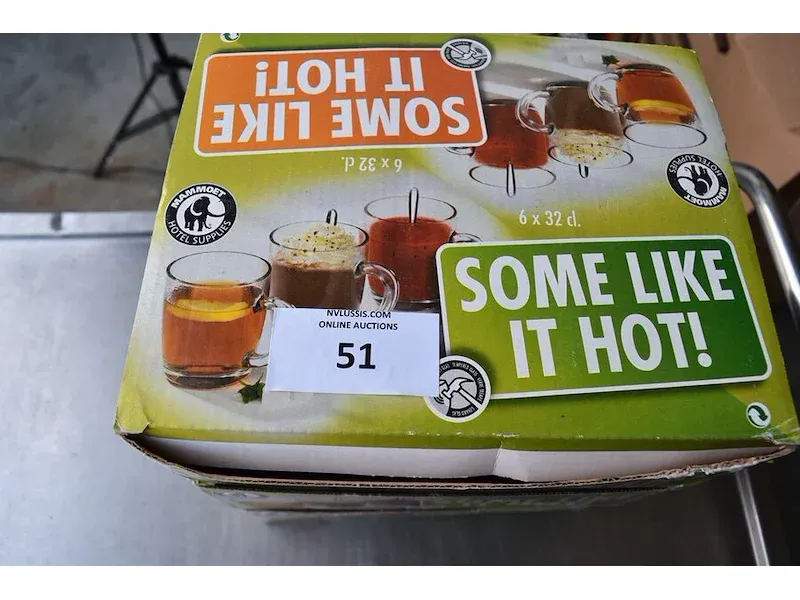 SOME LIKE
IT HOT!
6 x 32 cl.
MAMMOET
HOTEL SUPPLIES
MAMMOET
HOTEL SUPPLIES
6 x 32 cl.
SOME LIKE
IT HOT!
NVLUSSIS.COM
ONLINE AUCTIONS
51